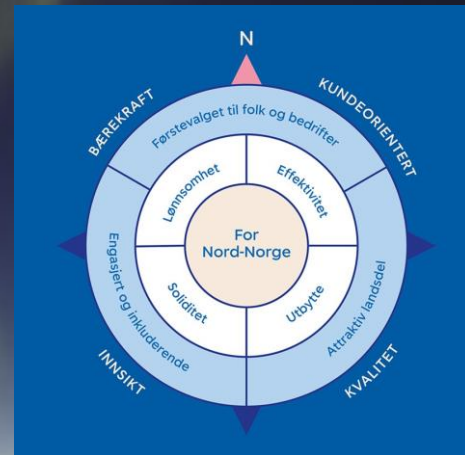 N
BÆREKRAFT
KUNDEORIENTERT
Førstevalget til folk og bedrifter
Lønnsomhet
Effektivitet
For
Nord-Norge
Engasjert og inkluderende
Soliditet
Utbytte
Attraktiv landsdel
INNSIKT
KVALITET